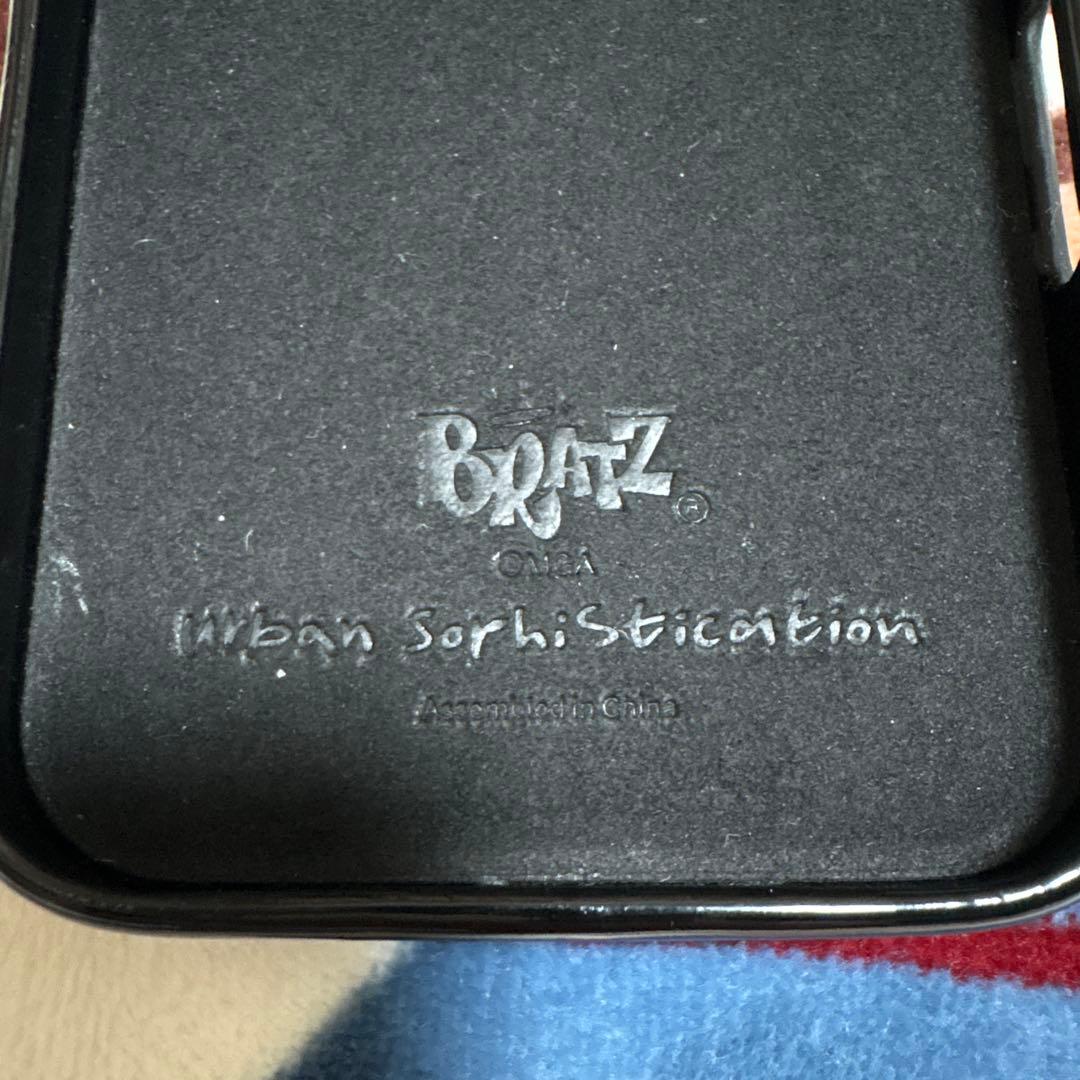 BRATZ®
©MGA
Urban Sophistication
Assembled in China